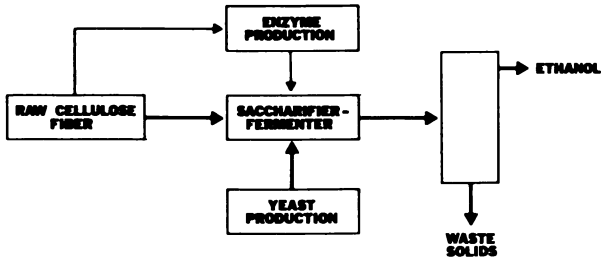 ENZYME
PRODUCTION
ETHANOL
RAW CELLULOSE
FIBER
SACCHARIFIER-
FERMENTER
YEAST
PRODUCTION
WASTE
SOLIDS